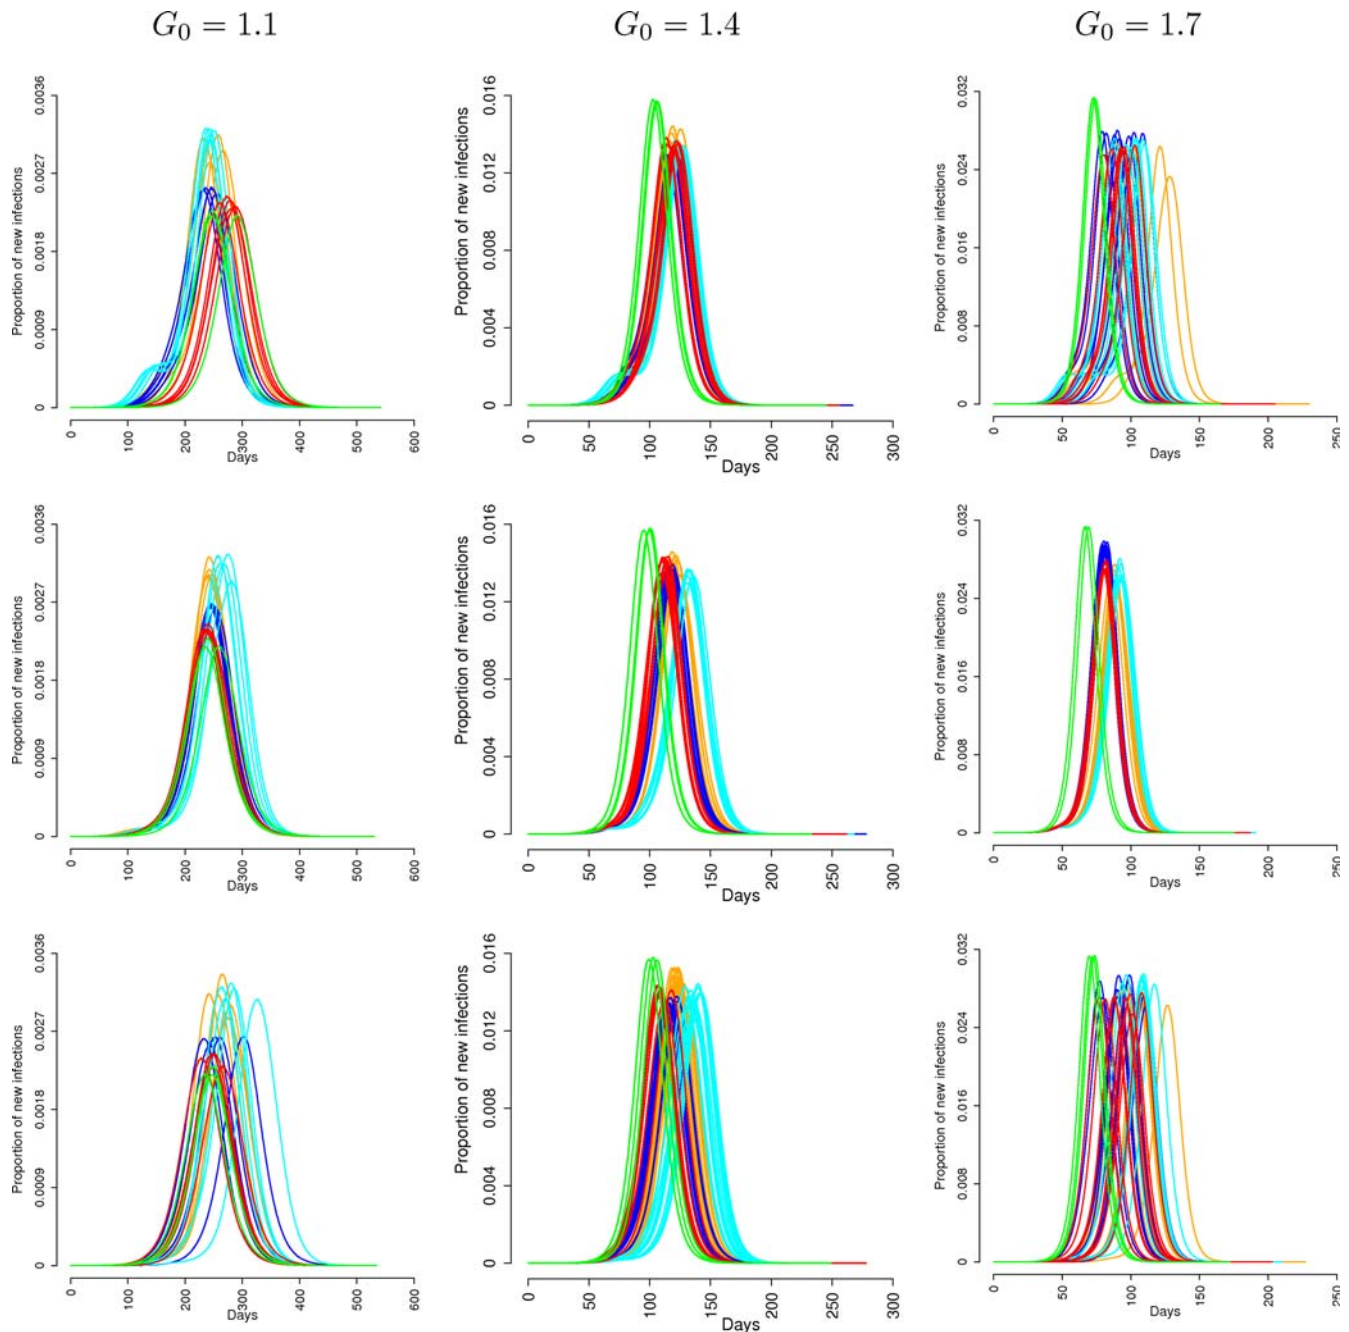 G₀ = 1.1
G₀ = 1.4
G₀ = 1.7
Proportion of new infections
0 0.0009 0.0018 0.0027 0.0036
0 100 200 300 400 500 600
Days
Proportion of new infections
0 0.004 0.008 0.012 0.016
0 50 100 150 200 250 300
Days
Proportion of new infections
0 0.008 0.016 0.024 0.032
0 50 100 150 200 250
Days
Proportion of new infections
0 0.0009 0.0018 0.0027 0.0036
0 100 200 300 400 500 600
Days
Proportion of new infections
0 0.004 0.008 0.012 0.016
0 50 100 150 200 250 300
Days
Proportion of new infections
0 0.008 0.016 0.024 0.032
0 50 100 150 200 250
Days
Proportion of new infections
0 0.0009 0.0018 0.0027 0.0036
0 100 200 300 400 500 600
Days
Proportion of new infections
0 0.004 0.008 0.012 0.016
0 50 100 150 200 250 300
Days
Proportion of new infections
0 0.008 0.016 0.024 0.032
0 50 100 150 200 250
Days